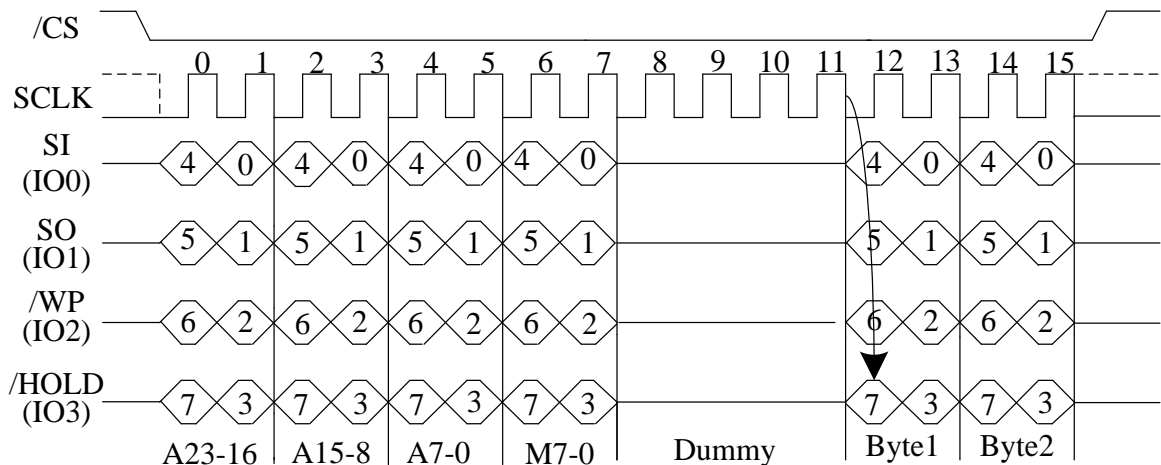 /CS
0 1 2 3 4 5 6 7 8 9 10 11 12 13 14 15
SCLK
SI
(IO0)
4 0 4 0 4 0 4 0 4 0 4 0
SO
(IO1)
5 1 5 1 5 1 5 1 5 1 5 1
/WP
(IO2)
6 2 6 2 6 2 6 2 6 2 6 2
/HOLD
(IO3)
7 3 7 3 7 3 7 3 7 3 7 3
A23-16 A15-8 A7-0 M7-0 Dummy Byte1 Byte2